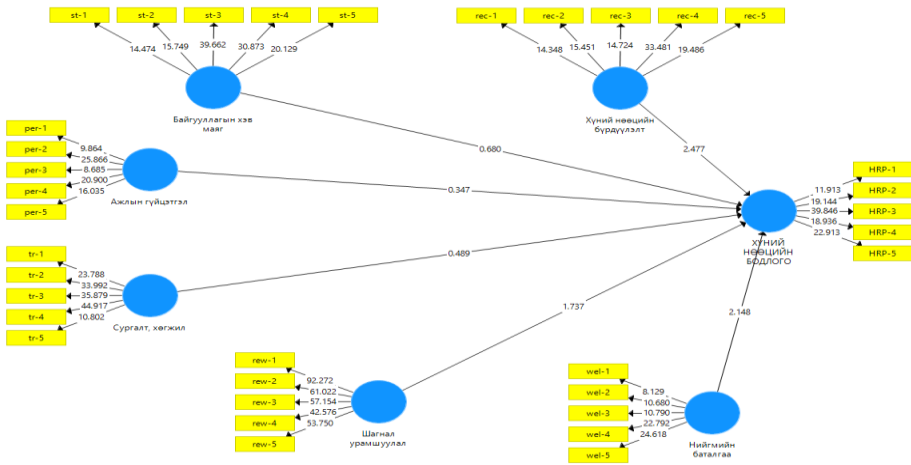 st-1
st-2
st-3
st-4
st-5
14.474
15.749
39.662
30.873
20.129
Байгууллагын хэв
маяг
rec-1
rec-2
rec-3
rec-4
rec-5
14.348
15.451
14.724
33.481
19.486
Хүний нөөцийн
бүрдүүлэлт
per-1
per-2
per-3
per-4
per-5
9.864
25.866
8.685
20.900
16.035
Ажлын гүйцэтгэл
0.680
2.477
0.347
0.489
1.737
2.148
HRP-1
HRP-2
HRP-3
HRP-4
HRP-5
11.913
19.144
39.846
18.936
22.913
ХҮНИЙ
НӨӨЦИЙН
БОДЛОГО
tr-1
tr-2
tr-3
tr-4
tr-5
23.788
33.992
35.879
44.917
10.802
Сургалт, хөгжил
rew-1
rew-2
rew-3
rew-4
rew-5
92.272
61.022
57.154
42.576
53.750
Шагнал
урамшуулал
wel-1
wel-2
wel-3
wel-4
wel-5
8.129
10.680
10.790
22.792
24.618
Нийгмийн
баталгаа